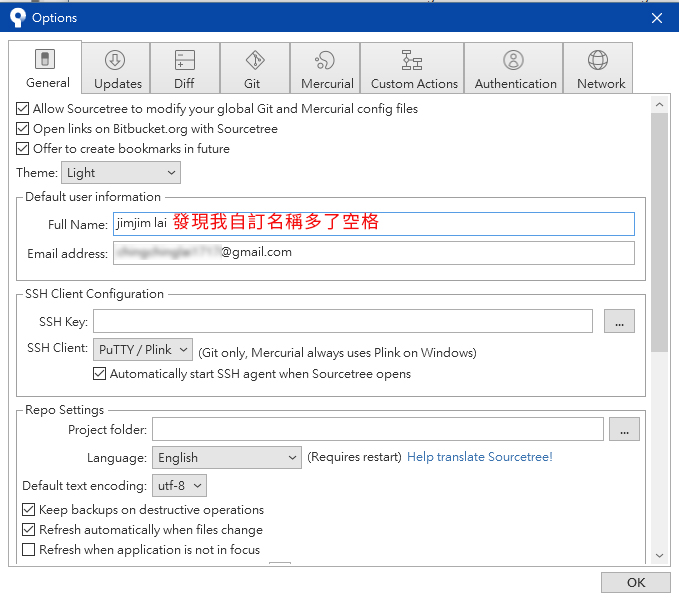 Options
General
Updates
Diff
Git
Mercurial
Custom Actions
Authentication
Network
Allow Sourcetree to modify your global Git and Mercurial config files
Open links on Bitbucket.org with Sourcetree
Offer to create bookmarks in future
Theme: Light
Default user information
Full Name: jimjim lai 發現我自訂名稱多了空格
Email address: @gmail.com
SSH Client Configuration
SSH Key: ...
SSH Client: PuTTY / Plink (Git only, Mercurial always uses Plink on Windows)
Automatically start SSH agent when Sourcetree opens
Repo Settings
Project folder: ...
Language: English (Requires restart) Help translate Sourcetree!
Default text encoding: utf-8
Keep backups on destructive operations
Refresh automatically when files change
Refresh when application is not in focus
OK